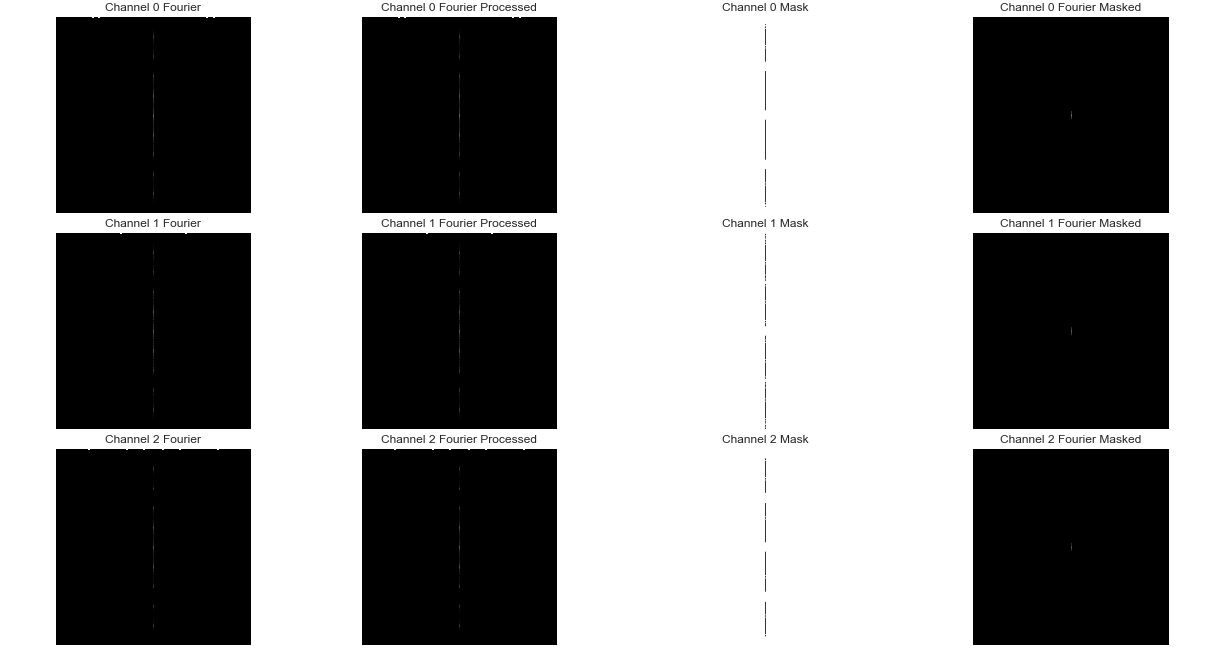 Channel 0 Fourier
Channel 0 Fourier Processed
Channel 0 Mask
Channel 0 Fourier Masked
Channel 1 Fourier
Channel 1 Fourier Processed
Channel 1 Mask
Channel 1 Fourier Masked
Channel 2 Fourier
Channel 2 Fourier Processed
Channel 2 Mask
Channel 2 Fourier Masked